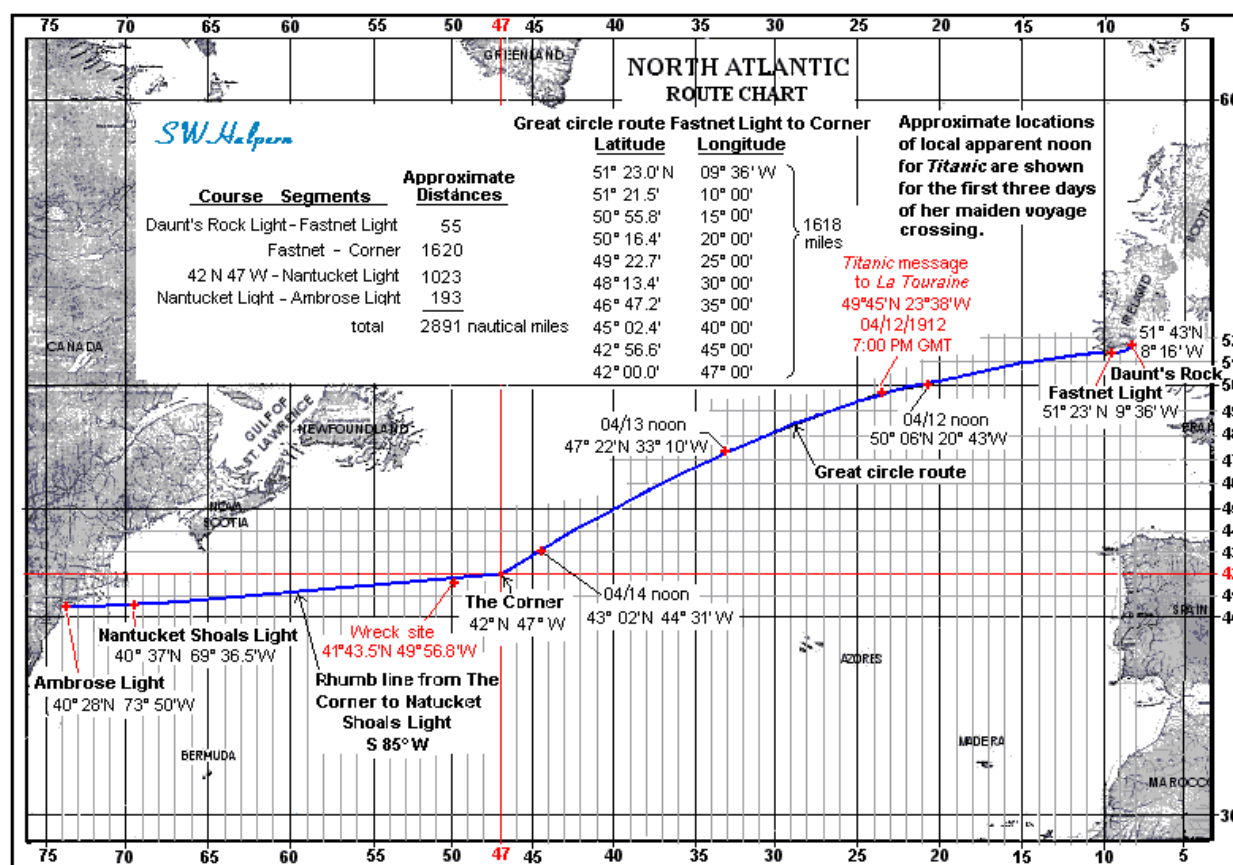 75 70 65 60 55 50 47 45 40 35 30 25 20 15 10 5
GREENLAND
NORTH ATLANTIC
ROUTE CHART
60
SW Halpern
Great circle route Fastnet Light to Corner
Latitude Longitude
51° 23.0' N 09° 36' W
51° 21.5' 10° 00'
50° 55.8' 15° 00'
50° 16.4' 20° 00'
49° 22.7' 25° 00'
48° 13.4' 30° 00'
46° 47.2' 35° 00'
45° 02.4' 40° 00'
42° 56.6' 45° 00'
42° 00.0' 47° 00'
1618
miles
Approximate
Course Segments Distances
Daunt's Rock Light - Fastnet Light 55
Fastnet - Corner 1620
42 N 47 W - Nantucket Light 1023
Nantucket Light - Ambrose Light 193
total 2891 nautical miles
Approximate locations
of local apparent noon
for Titanic are shown
for the first three days
of her maiden voyage
crossing.
Titanic message
to La Touraine
49°45'N 23°38'W
04/12/1912
7:00 PM GMT
IRELAND
51° 43'N
8° 16' W
Daunt's Rock
Fastnet Light
51° 23' N 9° 36' W
CANADA
GULF OF
ST. LAWRENCE
NEWFOUNDLAND
NOVA
SCOTIA
04/13 noon
47° 22'N 33° 10'W
04/12 noon
50° 06'N 20° 43'W
Great circle route
50
45
43
42
40
The Corner
42° N 47° W
04/14 noon
43° 02'N 44° 31'W
Wreck site
41°43.5'N 49°56.8'W
Nantucket Shoals Light
40° 37'N 69° 36.5'W
Ambrose Light
40° 28'N 73° 50'W
Rhumb line from The
Corner to Natucket
Shoals Light
S 85° W
AZORES
SPAIN
BERMUDA
MADEIRA
MAROCCO
75 70 65 60 55 50 47 45 40 35 30 25 20 15 10 5